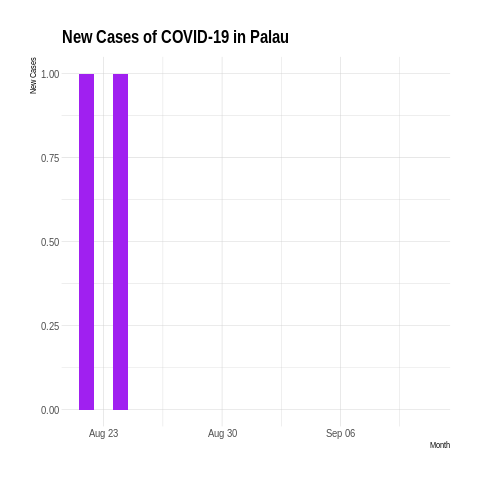 New Cases of COVID-19 in Palau
New Cases
1.00
0.75
0.50
0.25
0.00
Aug 23 Aug 30 Sep 06
Month